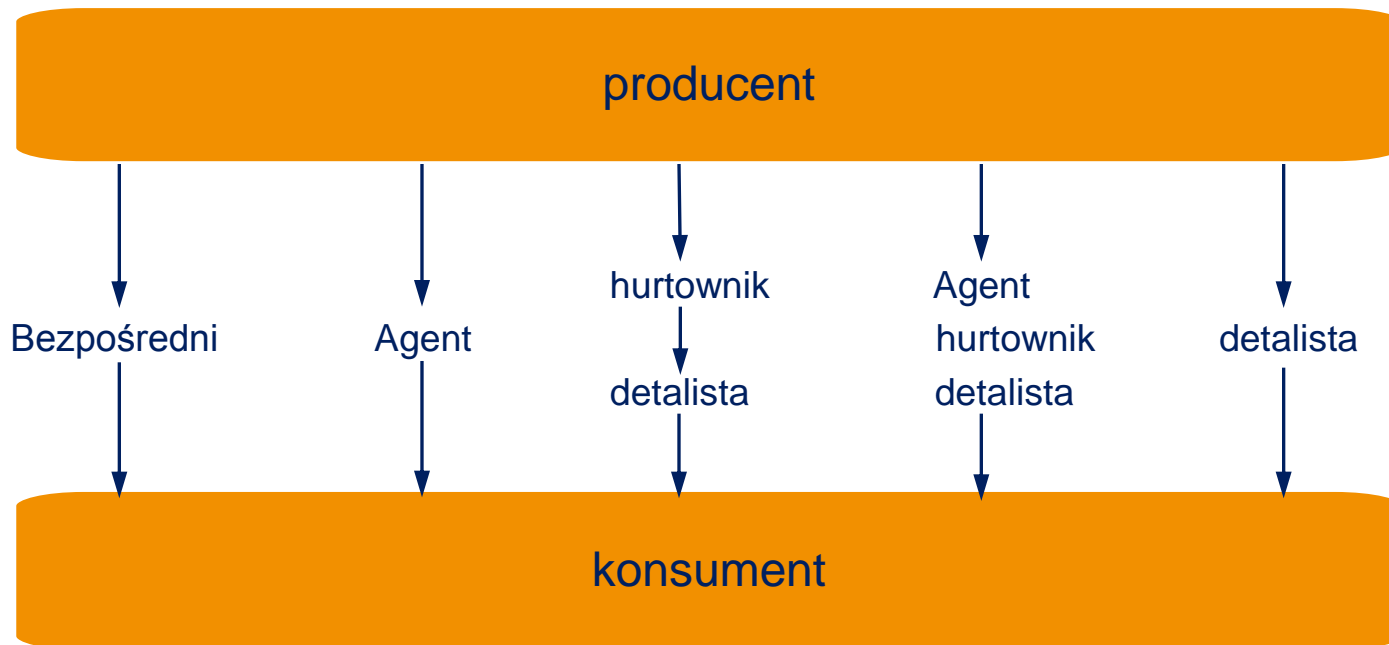 producent
hurtownik
Agent
Bezpośredni
Agent
hurtownik
detalista
detalista
detalista
konsument